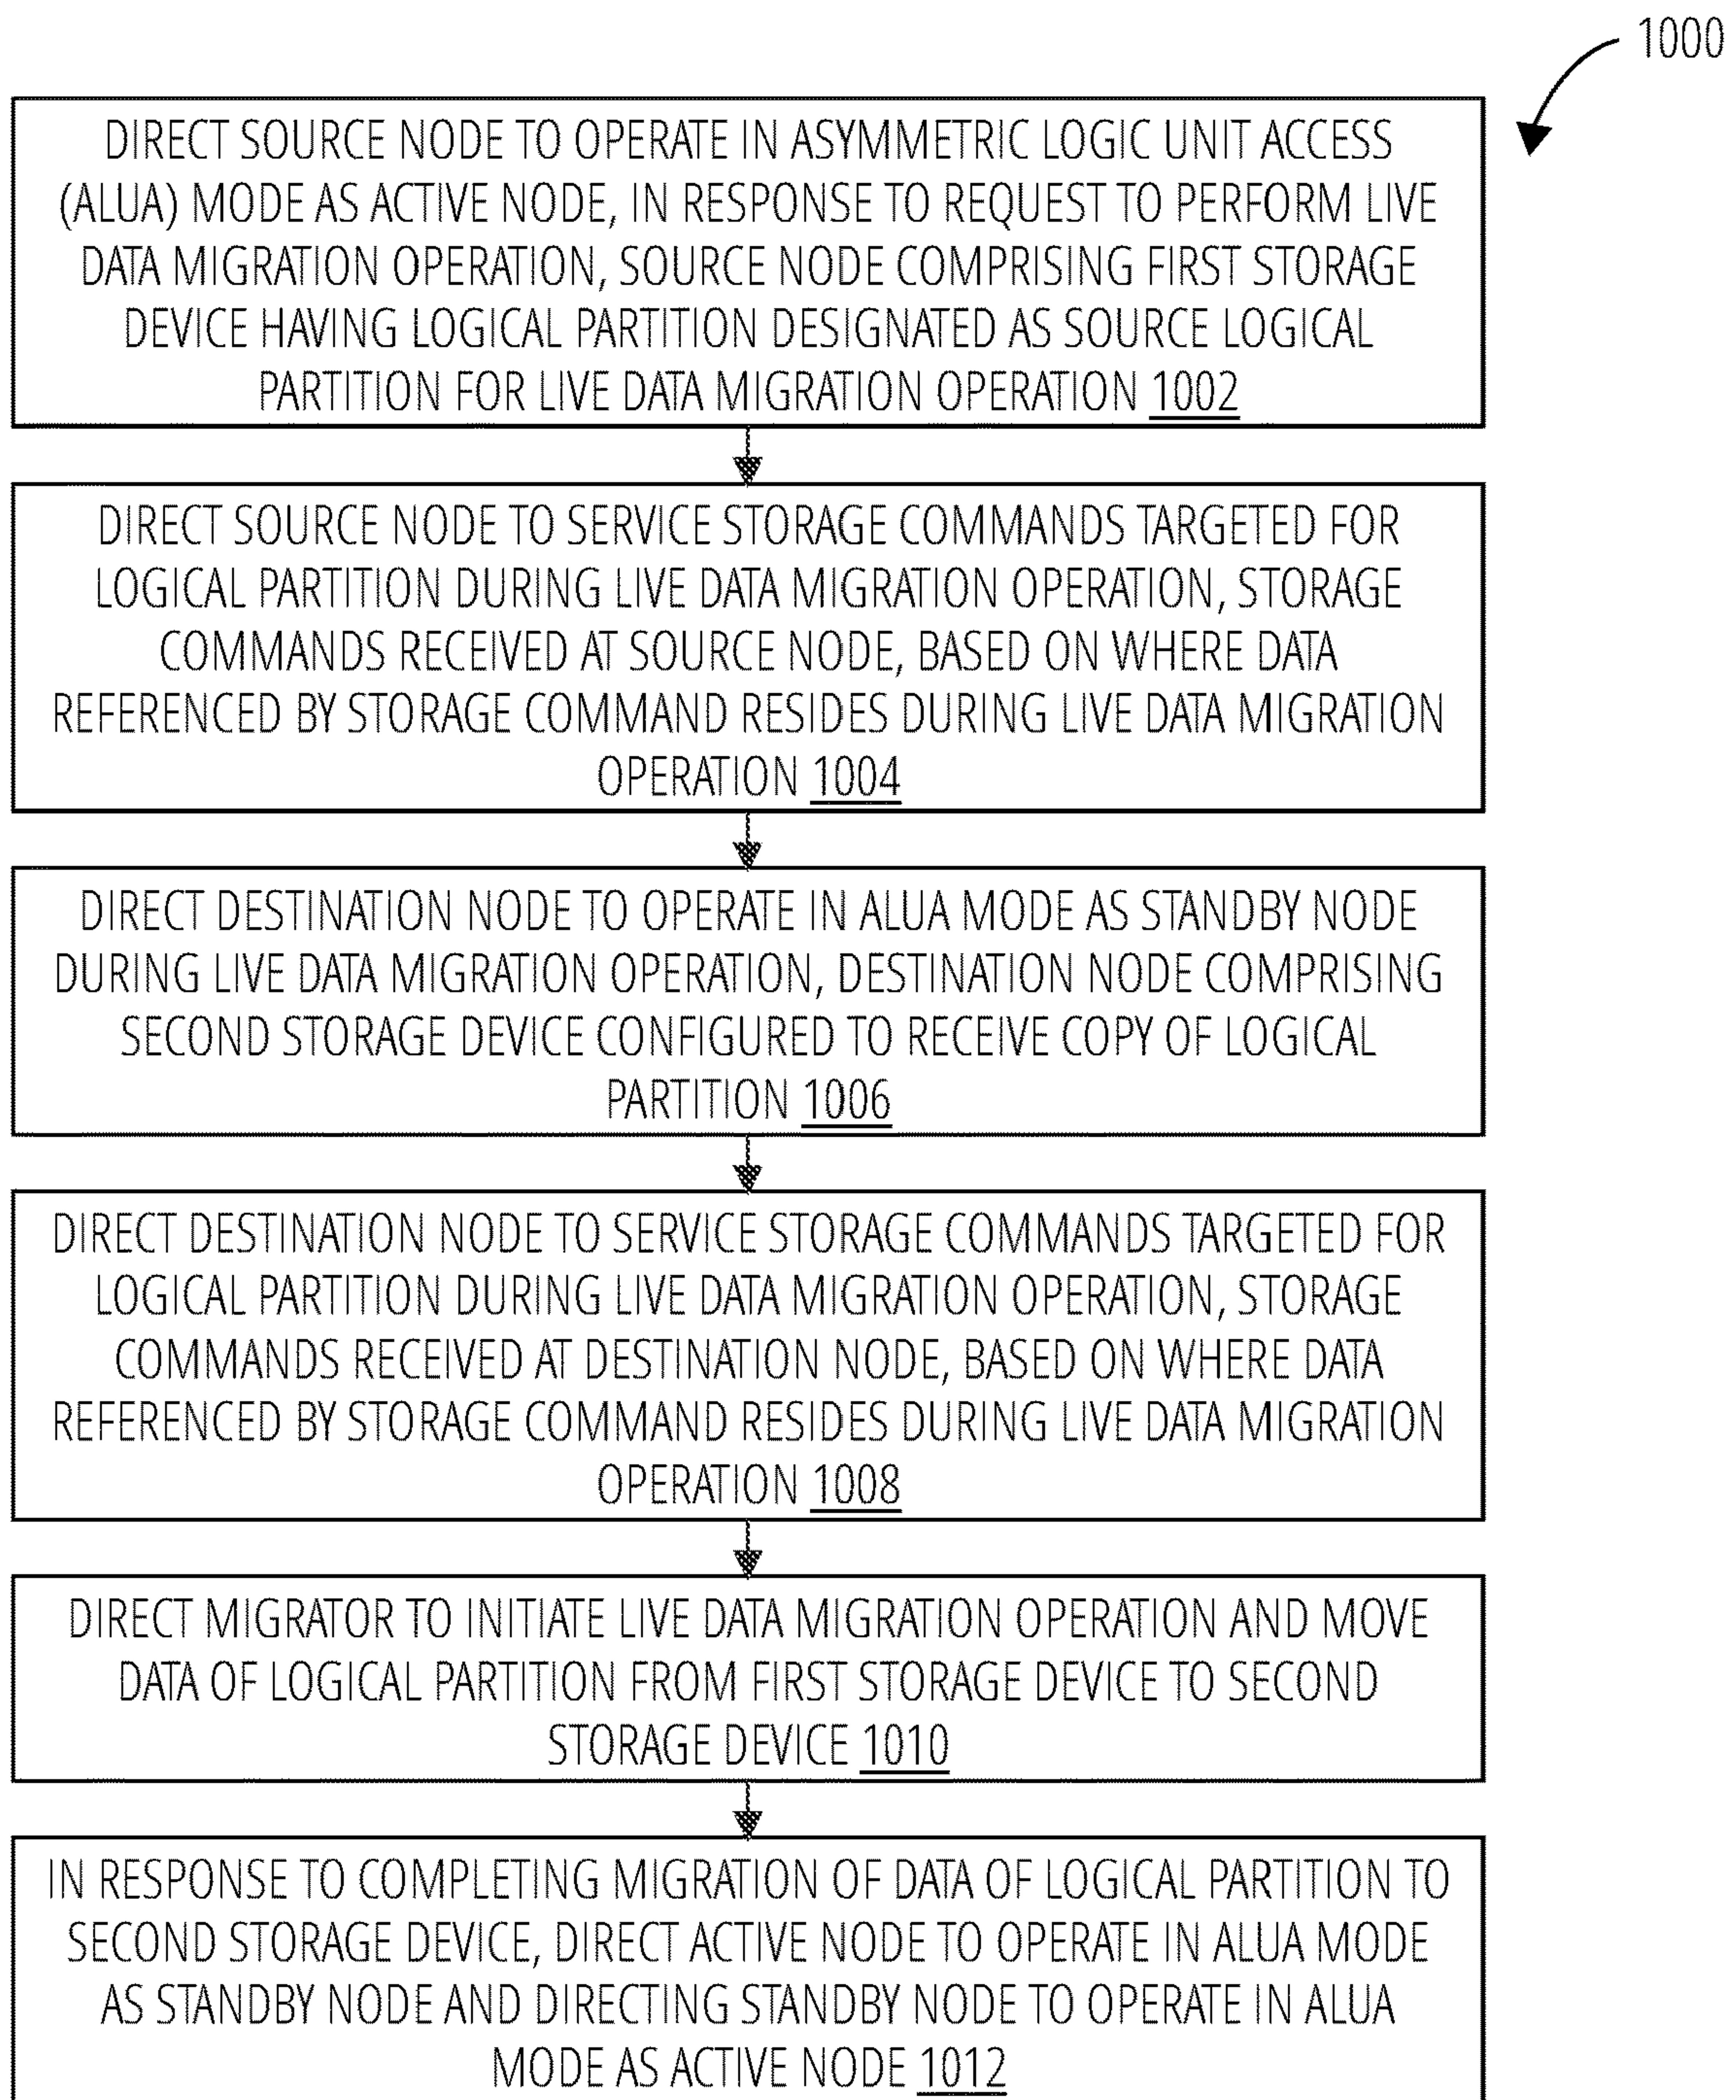 1000
DIRECT SOURCE NODE TO OPERATE IN ASYMMETRIC LOGIC UNIT ACCESS
(ALUA) MODE AS ACTIVE NODE, IN RESPONSE TO REQUEST TO PERFORM LIVE
DATA MIGRATION OPERATION, SOURCE NODE COMPRISING FIRST STORAGE
DEVICE HAVING LOGICAL PARTITION DESIGNATED AS SOURCE LOGICAL
PARTITION FOR LIVE DATA MIGRATION OPERATION 1002
DIRECT SOURCE NODE TO SERVICE STORAGE COMMANDS TARGETED FOR
LOGICAL PARTITION DURING LIVE DATA MIGRATION OPERATION, STORAGE
COMMANDS RECEIVED AT SOURCE NODE, BASED ON WHERE DATA
REFERENCED BY STORAGE COMMAND RESIDES DURING LIVE DATA MIGRATION
OPERATION 1004
DIRECT DESTINATION NODE TO OPERATE IN ALUA MODE AS STANDBY NODE
DURING LIVE DATA MIGRATION OPERATION, DESTINATION NODE COMPRISING
SECOND STORAGE DEVICE CONFIGURED TO RECEIVE COPY OF LOGICAL
PARTITION 1006
DIRECT DESTINATION NODE TO SERVICE STORAGE COMMANDS TARGETED FOR
LOGICAL PARTITION DURING LIVE DATA MIGRATION OPERATION, STORAGE
COMMANDS RECEIVED AT DESTINATION NODE, BASED ON WHERE DATA
REFERENCED BY STORAGE COMMAND RESIDES DURING LIVE DATA MIGRATION
OPERATION 1008
DIRECT MIGRATOR TO INITIATE LIVE DATA MIGRATION OPERATION AND MOVE
DATA OF LOGICAL PARTITION FROM FIRST STORAGE DEVICE TO SECOND
STORAGE DEVICE 1010
IN RESPONSE TO COMPLETING MIGRATION OF DATA OF LOGICAL PARTITION TO
SECOND STORAGE DEVICE, DIRECT ACTIVE NODE TO OPERATE IN ALUA MODE
AS STANDBY NODE AND DIRECTING STANDBY NODE TO OPERATE IN ALUA
MODE AS ACTIVE NODE 1012